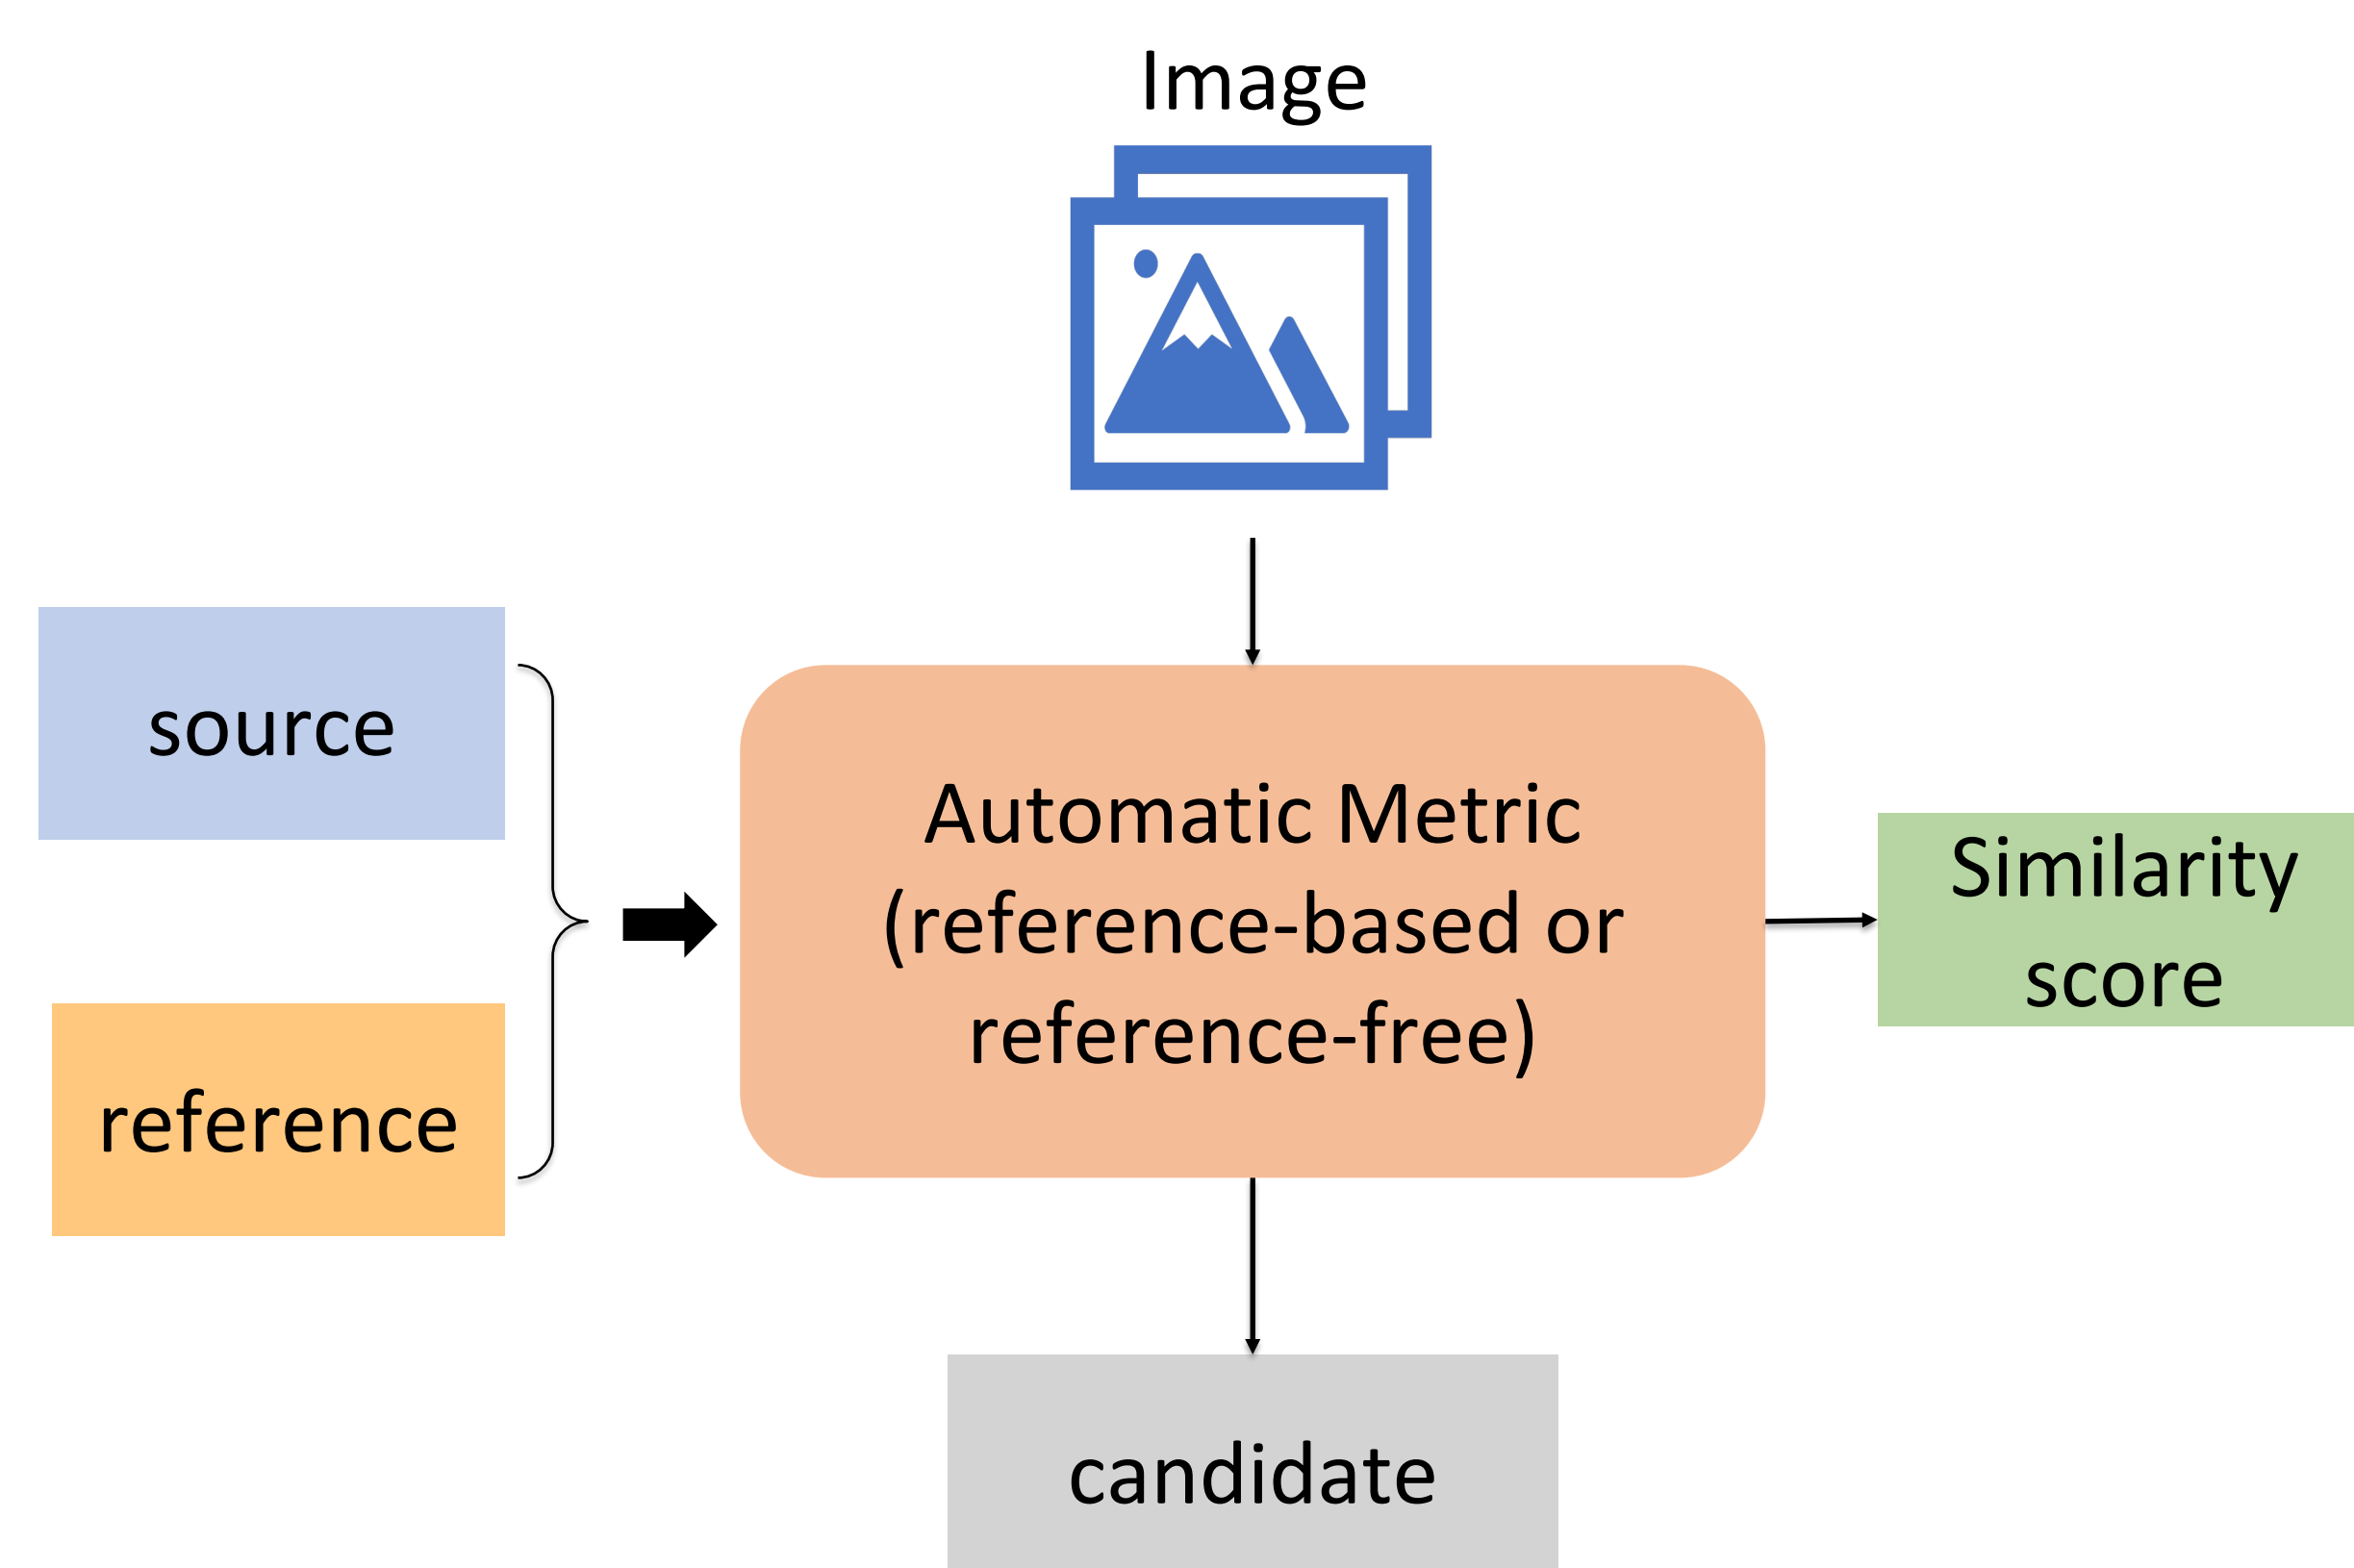 Image
source
reference
Automatic Metric
(reference-based or
reference-free)
Similarity
score
candidate